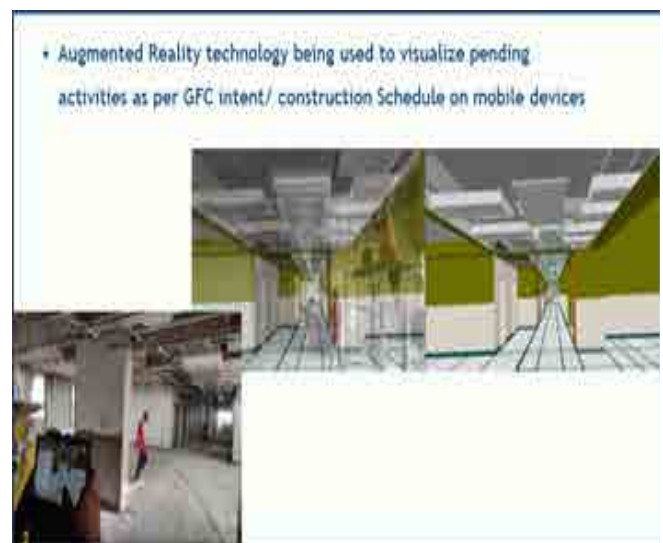 • Augmented Reality technology being used to visualize pending
activities as per GFC intent/ construction Schedule on mobile devices